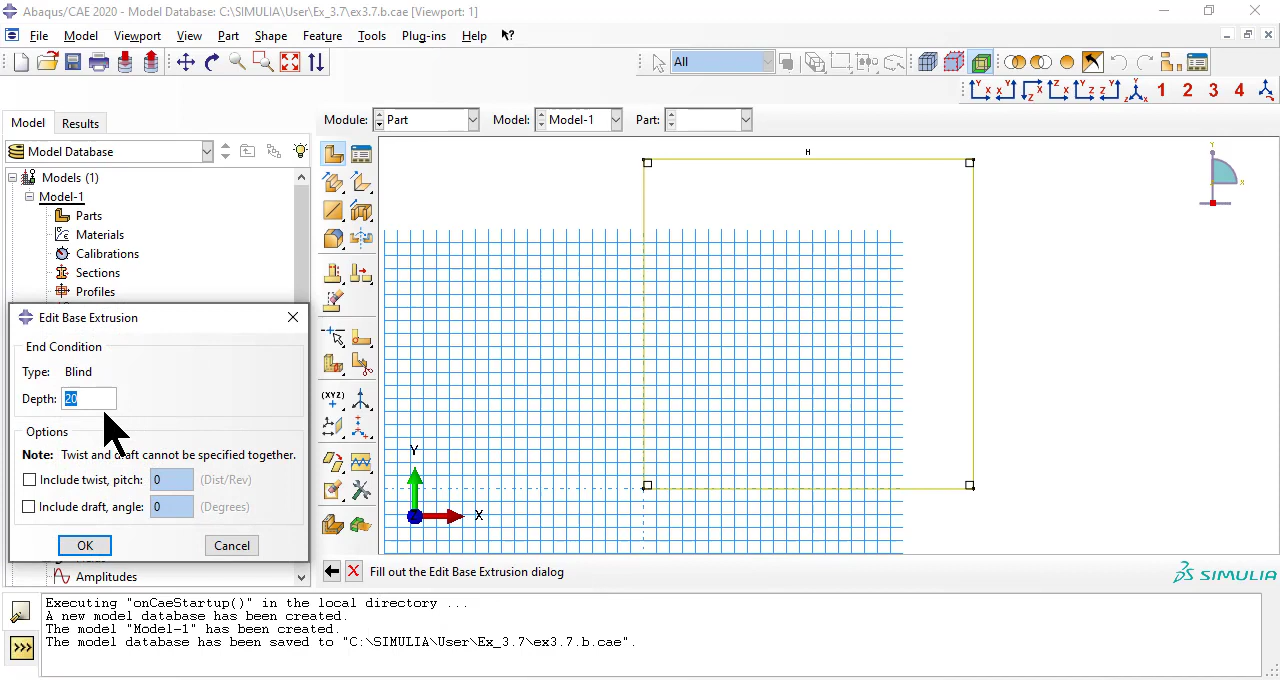 Abaqus/CAE 2020 - Model Database: C:\SIMULIA\User\Ex_3.7\ex3.7.b.cae [Viewport: 1]
File Model Viewport View Part Shape Feature Tools Plug-ins Help
All
1 2 3 4
Model Results
Module: Part Model: Model-1 Part:
Model Database
Models (1)
Model-1
Parts
Materials
Calibrations
Sections
Profiles
Edit Base Extrusion
End Condition
Type: Blind
Depth: 20
Options
Note: Twist and draft cannot be specified together.
Include twist, pitch: 0 (Dist/Rev)
Include draft, angle: 0 (Degrees)
OK Cancel
Amplitudes
(XYZ)
H
Y
X
Y
X
Fill out the Edit Base Extrusion dialog
SIMULIA
Executing "onCaeStartup()" in the local directory ...
A new model database has been created.
The model "Model-1" has been created.
The model database has been saved to "C:\SIMULIA\User\Ex_3.7\ex3.7.b.cae".